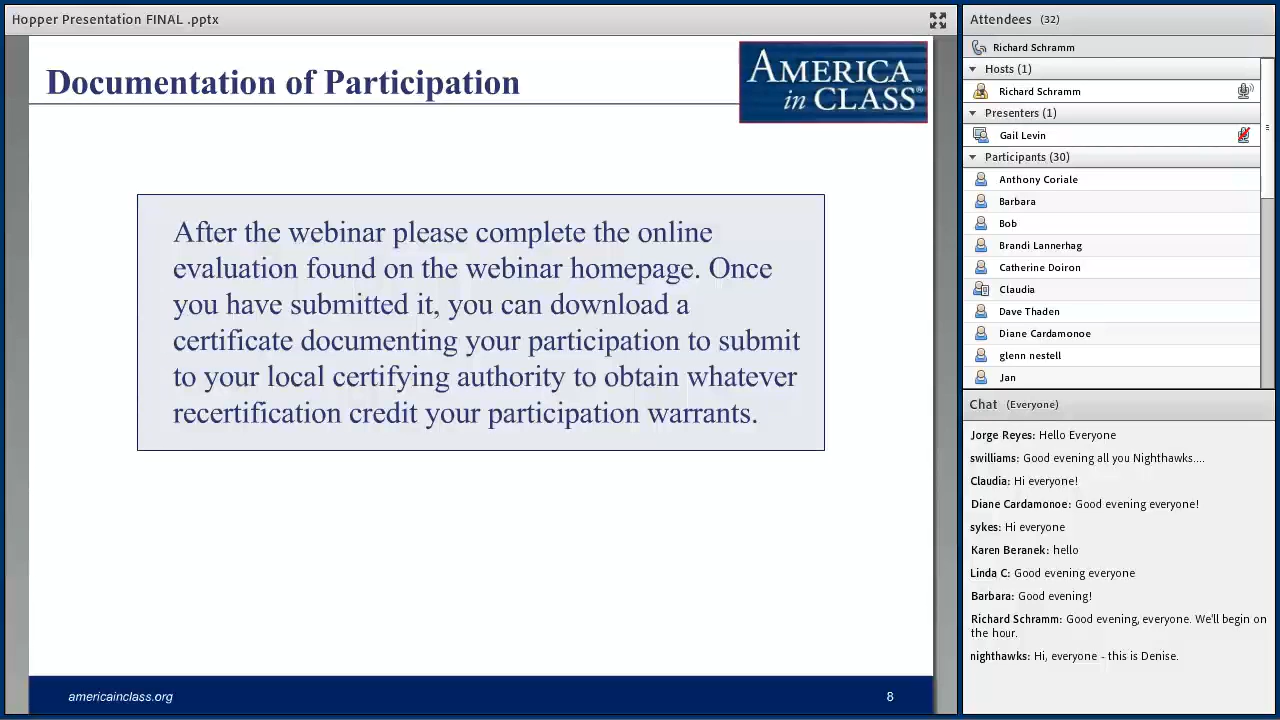 Hopper Presentation FINAL .pptx
Documentation of Participation
AMERICA
in CLASS®
After the webinar please complete the online
evaluation found on the webinar homepage. Once
you have submitted it, you can download a
certificate documenting your participation to submit
to your local certifying authority to obtain whatever
recertification credit your participation warrants.
americainclass.org
8
Attendees (32)
Richard Schramm
Hosts (1)
Richard Schramm
Presenters (1)
Gail Levin
Participants (30)
Anthony Coriale
Barbara
Bob
Brandi Lannerhag
Catherine Doiron
Claudia
Dave Thaden
Diane Cardamonoe
glenn nestell
Jan
Chat (Everyone)
Jorge Reyes: Hello Everyone
swilliams: Good evening all you Nighthawks....
Claudia: Hi everyone!
Diane Cardamonoe: Good evening everyone!
sykes: Hi everyone
Karen Beranek: hello
Linda C: Good evening everyone
Barbara: Good evening!
Richard Schramm: Good evening, everyone. We'll begin on
the hour.
nighthawks: Hi, everyone - this is Denise.